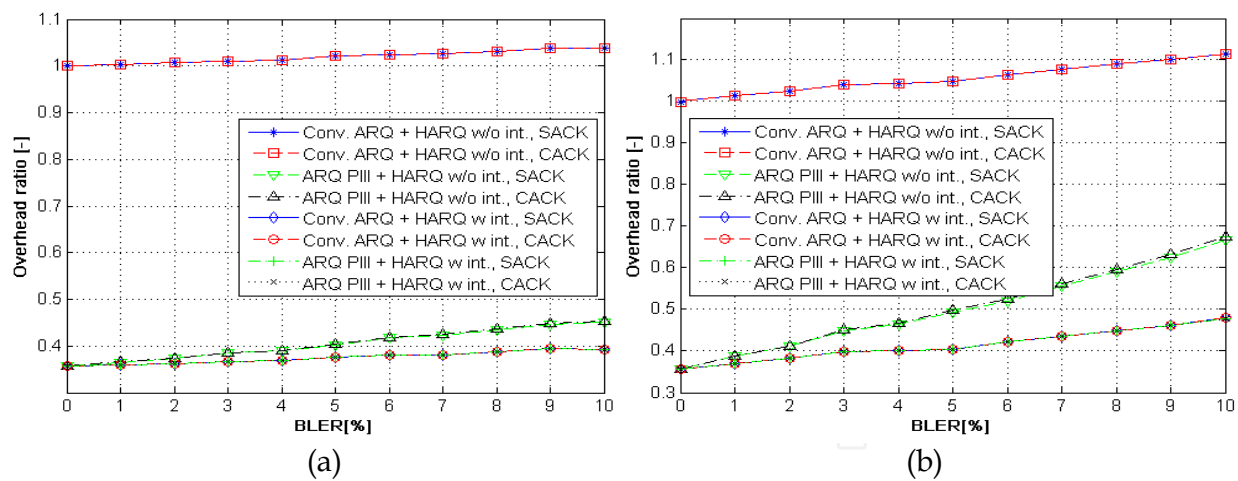 1.1
1
0.9
0.8
0.7
0.6
0.5
0.4
Overhead ratio [-]
Conv. ARQ + HARQ w/o int., SACK
Conv. ARQ + HARQ w/o int., CACK
ARQ PIII + HARQ w/o int., SACK
ARQ PIII + HARQ w/o int., CACK
Conv. ARQ + HARQ w int., SACK
Conv. ARQ + HARQ w int., CACK
ARQ PIII + HARQ w int., SACK
ARQ PIII + HARQ w int., CACK
0 1 2 3 4 5 6 7 8 9 10
BLER[%]
(a)
1.1
1
0.9
0.8
0.7
0.6
0.5
0.4
0.3
Overhead ratio [-]
Conv. ARQ + HARQ w/o int., SACK
Conv. ARQ + HARQ w/o int., CACK
ARQ PIII + HARQ w/o int., SACK
ARQ PIII + HARQ w/o int., CACK
Conv. ARQ + HARQ w int., SACK
Conv. ARQ + HARQ w int., CACK
ARQ PIII + HARQ w int., SACK
ARQ PIII + HARQ w int., CACK
0 1 2 3 4 5 6 7 8 9 10
BLER[%]
(b)